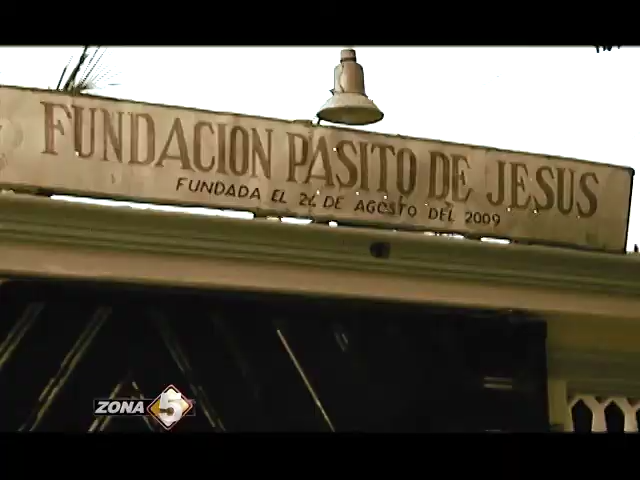 FUNDACION PASITO DE JESUS
FUNDADA EL 24 DE AGOSTO DEL 2009
ZONA 5